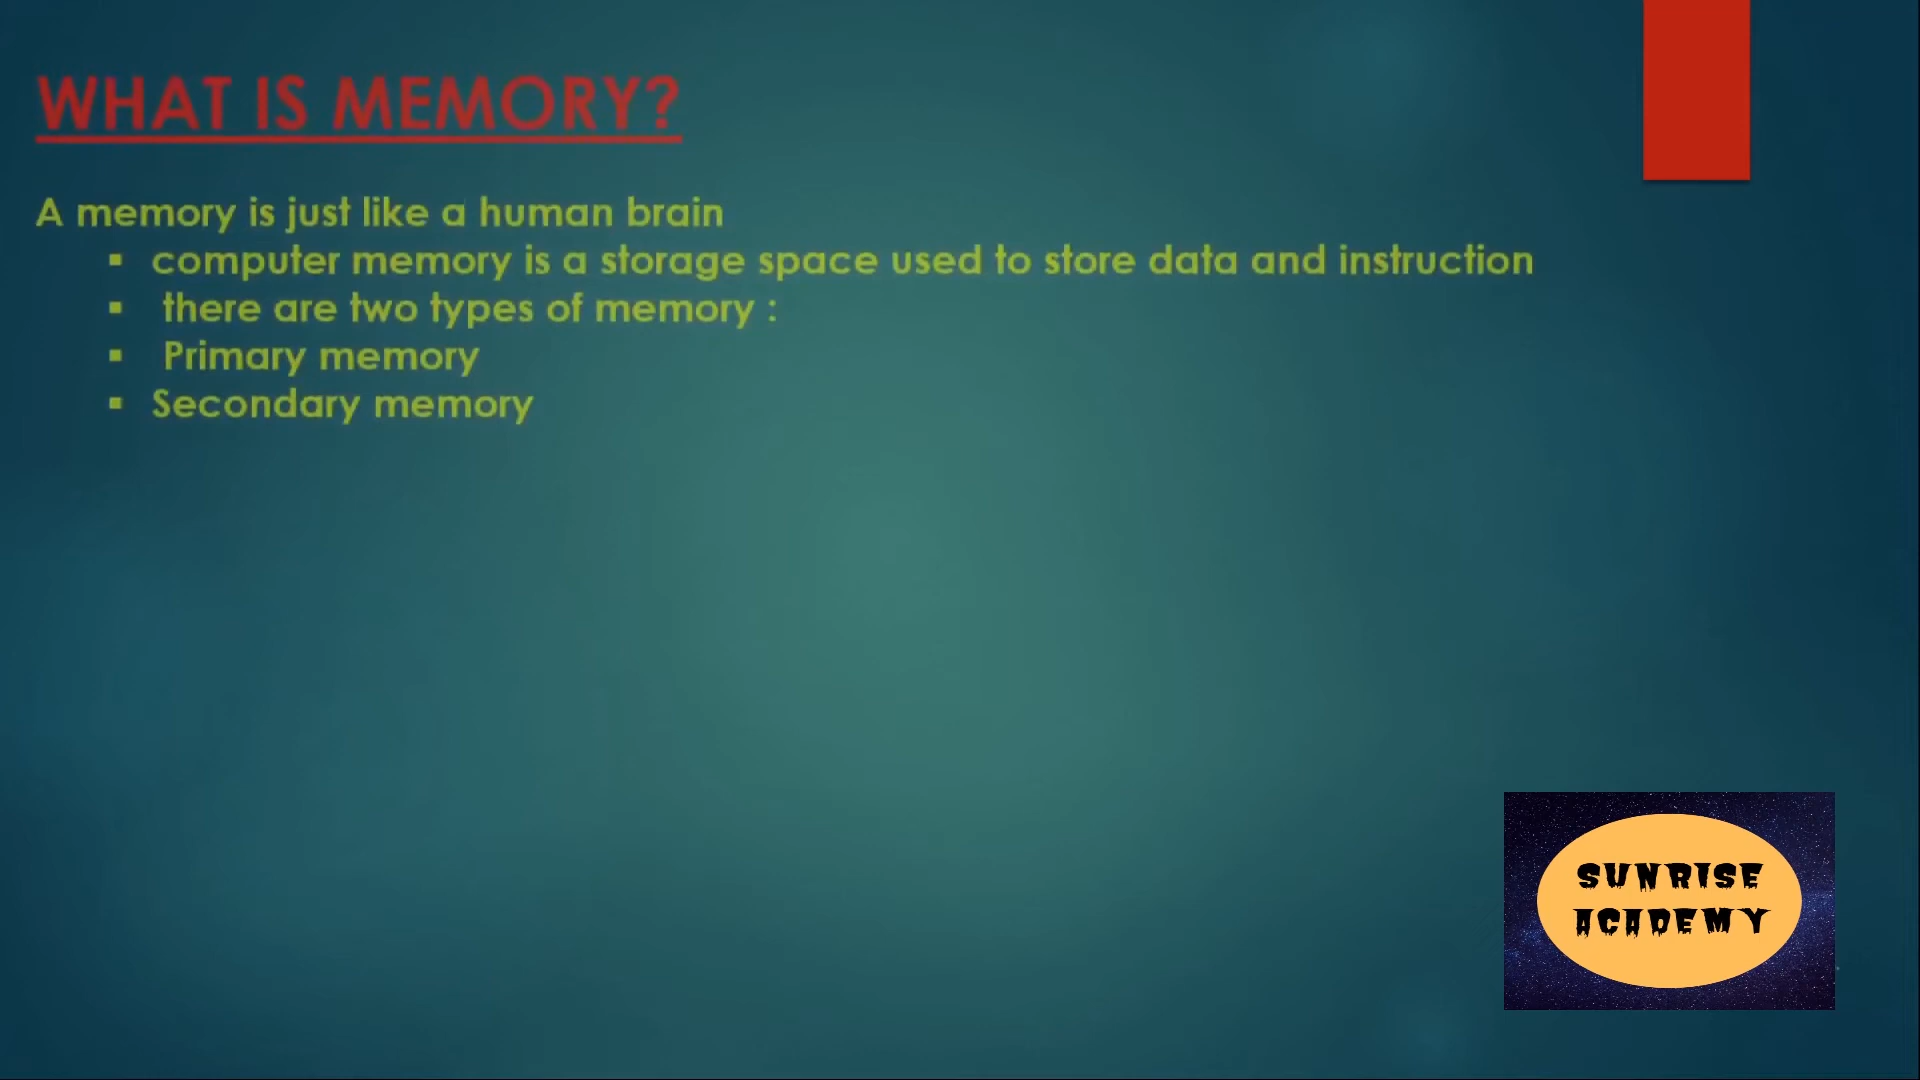 WHAT IS MEMORY?
A memory is just like a human brain
▪ computer memory is a storage space used to store data and instruction
▪ there are two types of memory :
▪ Primary memory
▪ Secondary memory
SUNRISE
ACADEMY